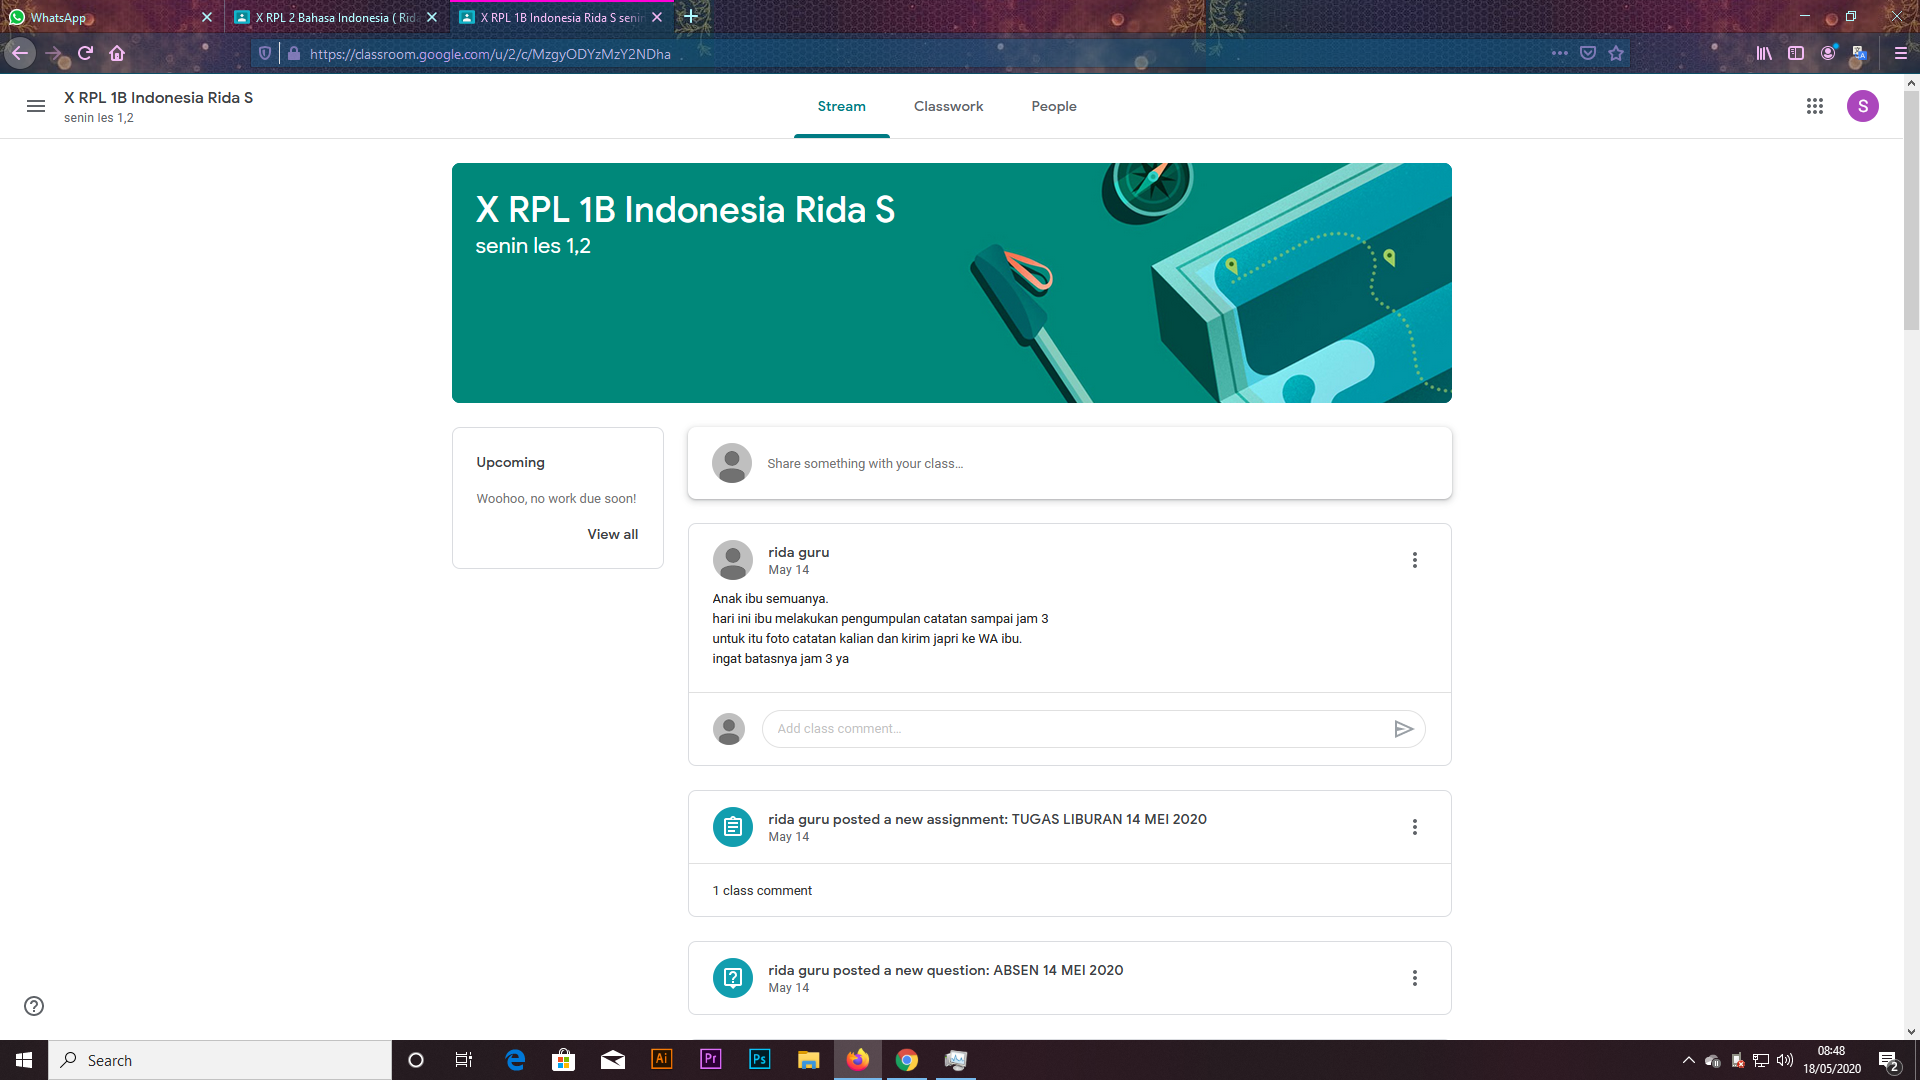 WhatsApp
X RPL 2 Bahasa Indonesia ( Rida
X RPL 1B Indonesia Rida S senin
https://classroom.google.com/u/2/c/MzgyODYzMzY2NDha
X RPL 1B Indonesia Rida S
senin les 1,2
Stream
Classwork
People
S
X RPL 1B Indonesia Rida S
senin les 1,2
Upcoming
Woohoo, no work due soon!
View all
Share something with your class...
rida guru
May 14
Anak ibu semuanya.
hari ini ibu melakukan pengumpulan catatan sampai jam 3
untuk itu foto catatan kalian dan kirim japri ke WA ibu.
ingat batasnya jam 3 ya
Add class comment...
rida guru posted a new assignment: TUGAS LIBURAN 14 MEI 2020
May 14
1 class comment
rida guru posted a new question: ABSEN 14 MEI 2020
May 14
Search
Ai
Pr
Ps
08:48
18/05/2020
2